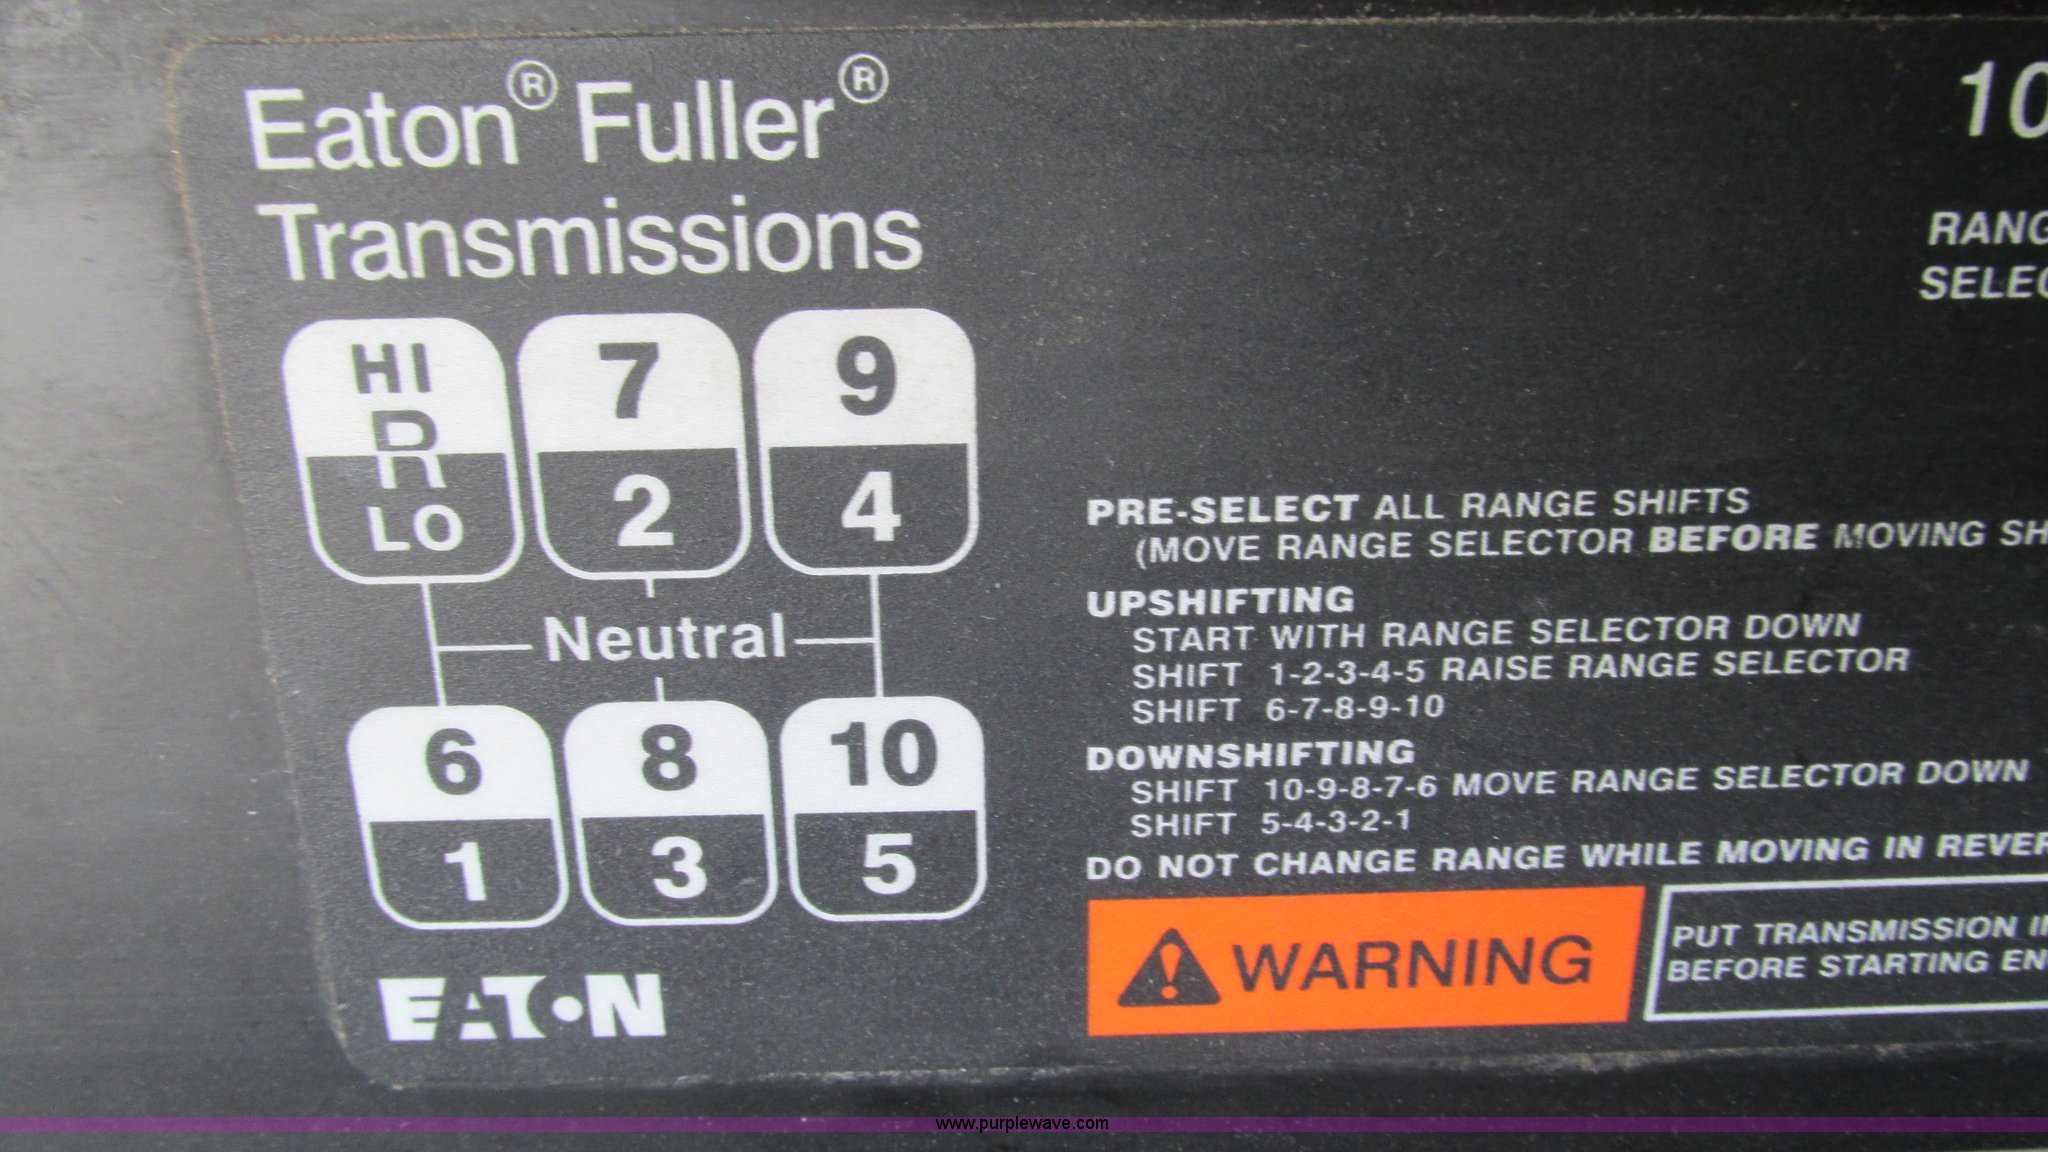 Eaton® Fuller®
Transmissions
HI
R
LO
7
2
9
4
Neutral
6
1
8
3
10
5
EATON
10
RANG
SELEC
PRE-SELECT ALL RANGE SHIFTS
(MOVE RANGE SELECTOR BEFORE MOVING SH
UPSHIFTING
START WITH RANGE SELECTOR DOWN
SHIFT 1-2-3-4-5 RAISE RANGE SELECTOR
SHIFT 6-7-8-9-10
DOWNSHIFTING
SHIFT 10-9-8-7-6 MOVE RANGE SELECTOR DOWN
SHIFT 5-4-3-2-1
DO NOT CHANGE RANGE WHILE MOVING IN REVER
WARNING
PUT TRANSMISSION IN
BEFORE STARTING EN
www.purplewave.com